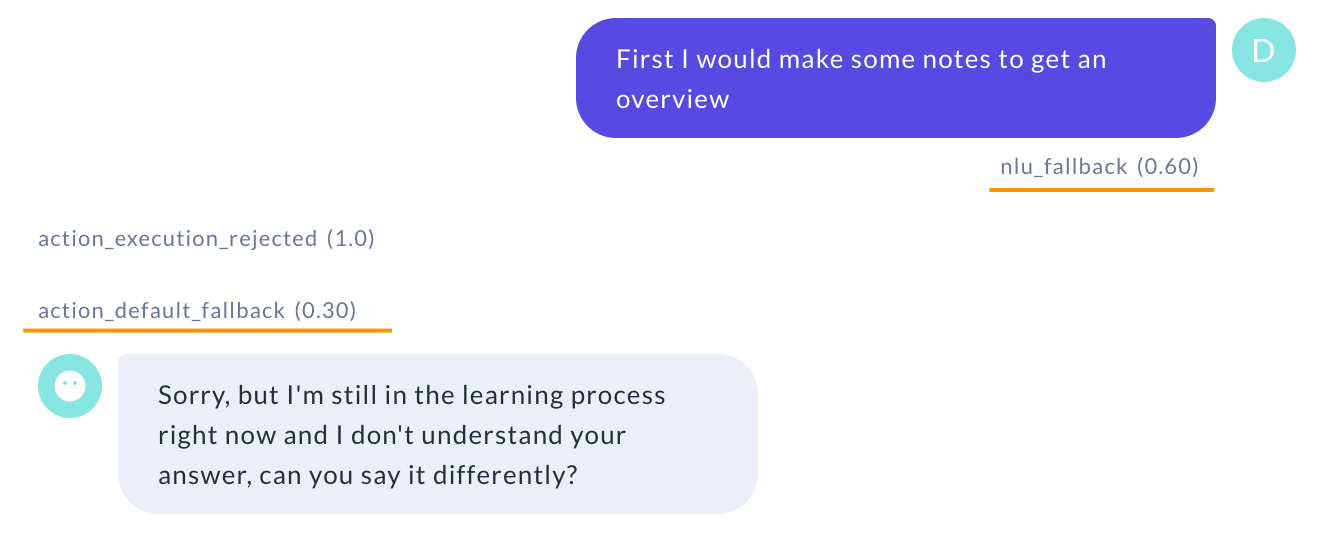 First I would make some notes to get an
overview
D
nlu_fallback (0.60)
action_execution_rejected (1.0)
action_default_fallback (0.30)
Sorry, but I'm still in the learning process
right now and I don't understand your
answer, can you say it differently?